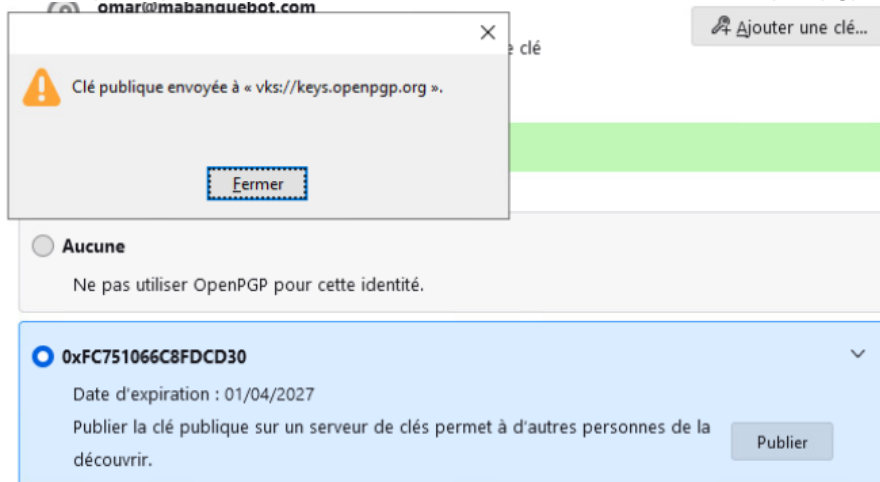 omar@mabanquebot.com
Ajouter une clé...
clé
Clé publique envoyée à « vks://keys.openpgp.org ».
Fermer
Aucune
Ne pas utiliser OpenPGP pour cette identité.
0xFC751066C8FDCD30
Date d'expiration : 01/04/2027
Publier la clé publique sur un serveur de clés permet à d'autres personnes de la
découvrir.
Publier